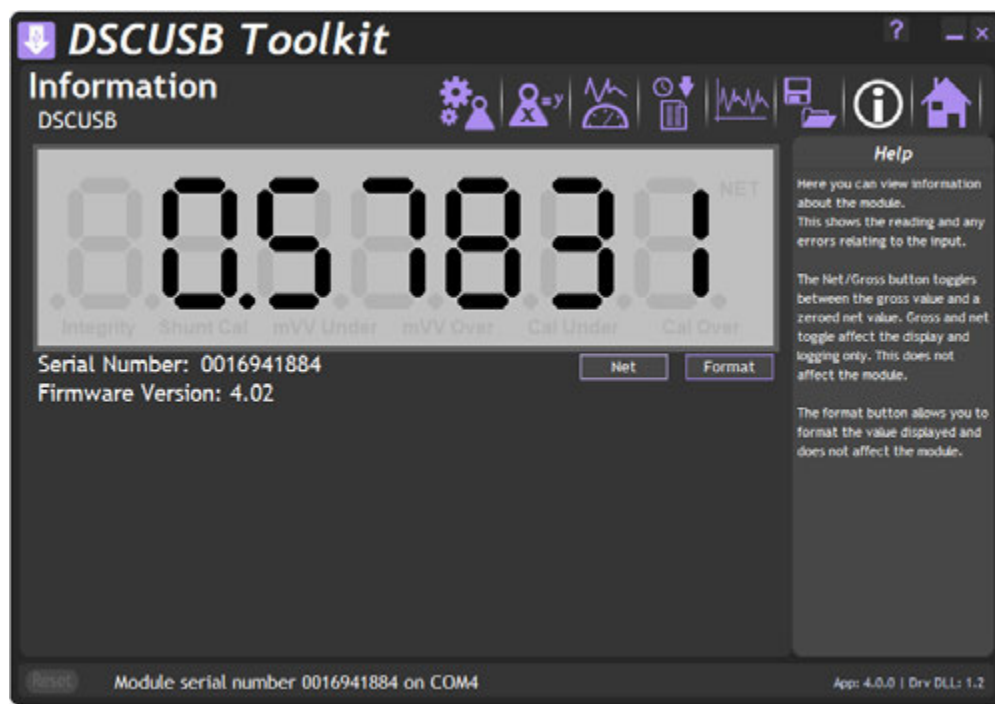 DSCUSB Toolkit
?
Information
DSCUSB
X=y
i
0.57831
NET
Integrity Shunt Cal mVV Under mVV Over Cal Under Cal Over
Serial Number: 0016941884
Net
Format
Firmware Version: 4.02
Help
Here you can view information
about the module.
This shows the reading and any
errors relating to the input.
The Net/Gross button toggles
between the gross value and a
zeroed net value. Gross and net
toggle affect the display and
logging only. This does not
affect the module.
The format button allows you to
format the value displayed and
does not affect the module.
Reset
Module serial number 0016941884 on COM4
App: 4.0.0 | Drv DLL: 1.2